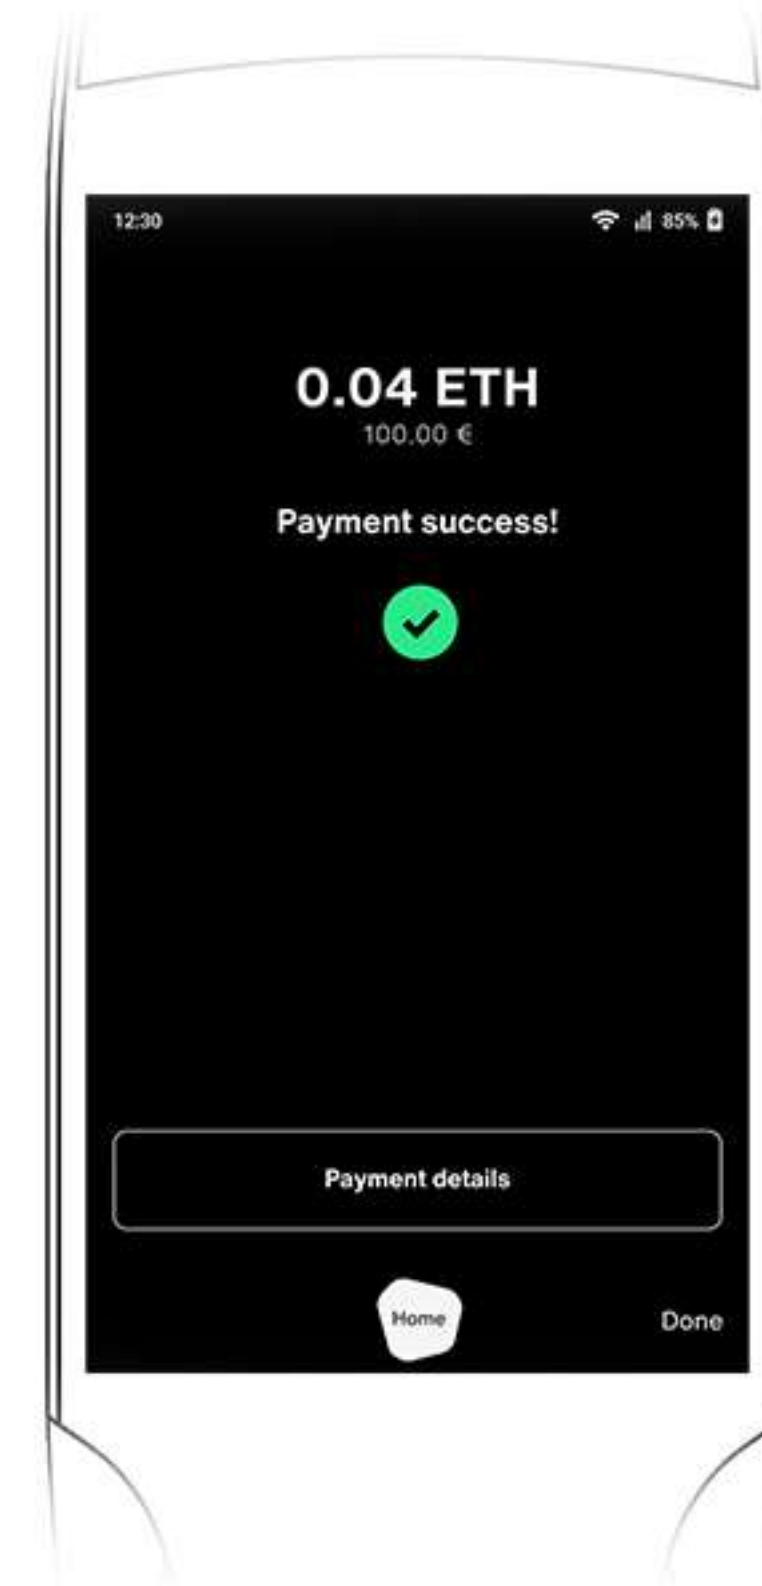 12:30
85%
0.04 ETH
100.00 €
Payment success!
Payment details
Home
Done